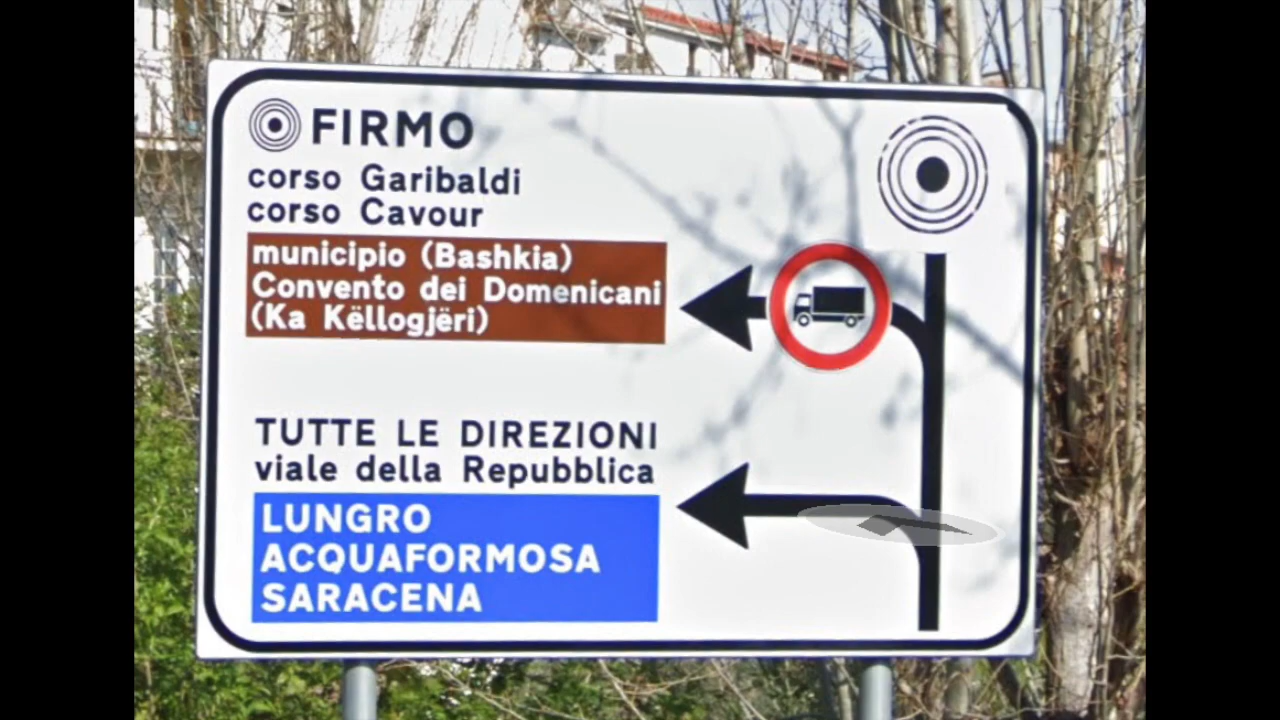 FIRMO
corso Garibaldi
corso Cavour
municipio (Bashkia)
Convento dei Domenicani
(Ka Këllogjëri)
TUTTE LE DIREZIONI
viale della Repubblica
LUNGRO
ACQUAFORMOSA
SARACENA